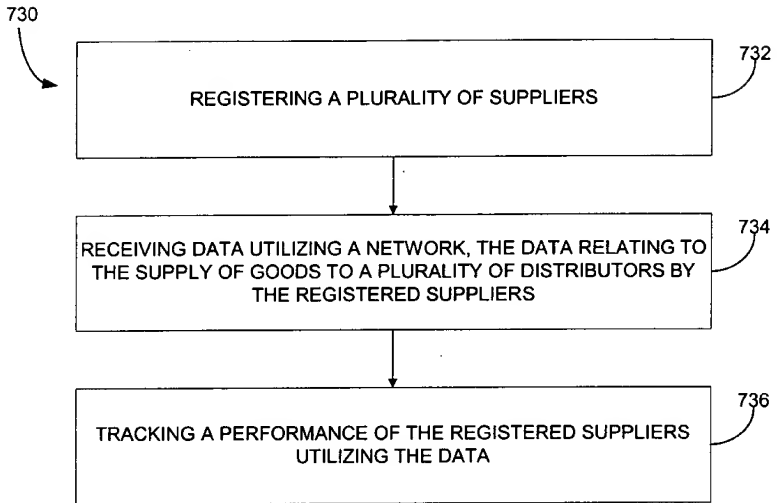 730
732
REGISTERING A PLURALITY OF SUPPLIERS
734
RECEIVING DATA UTILIZING A NETWORK, THE DATA RELATING TO
THE SUPPLY OF GOODS TO A PLURALITY OF DISTRIBUTORS BY
THE REGISTERED SUPPLIERS
736
TRACKING A PERFORMANCE OF THE REGISTERED SUPPLIERS
UTILIZING THE DATA